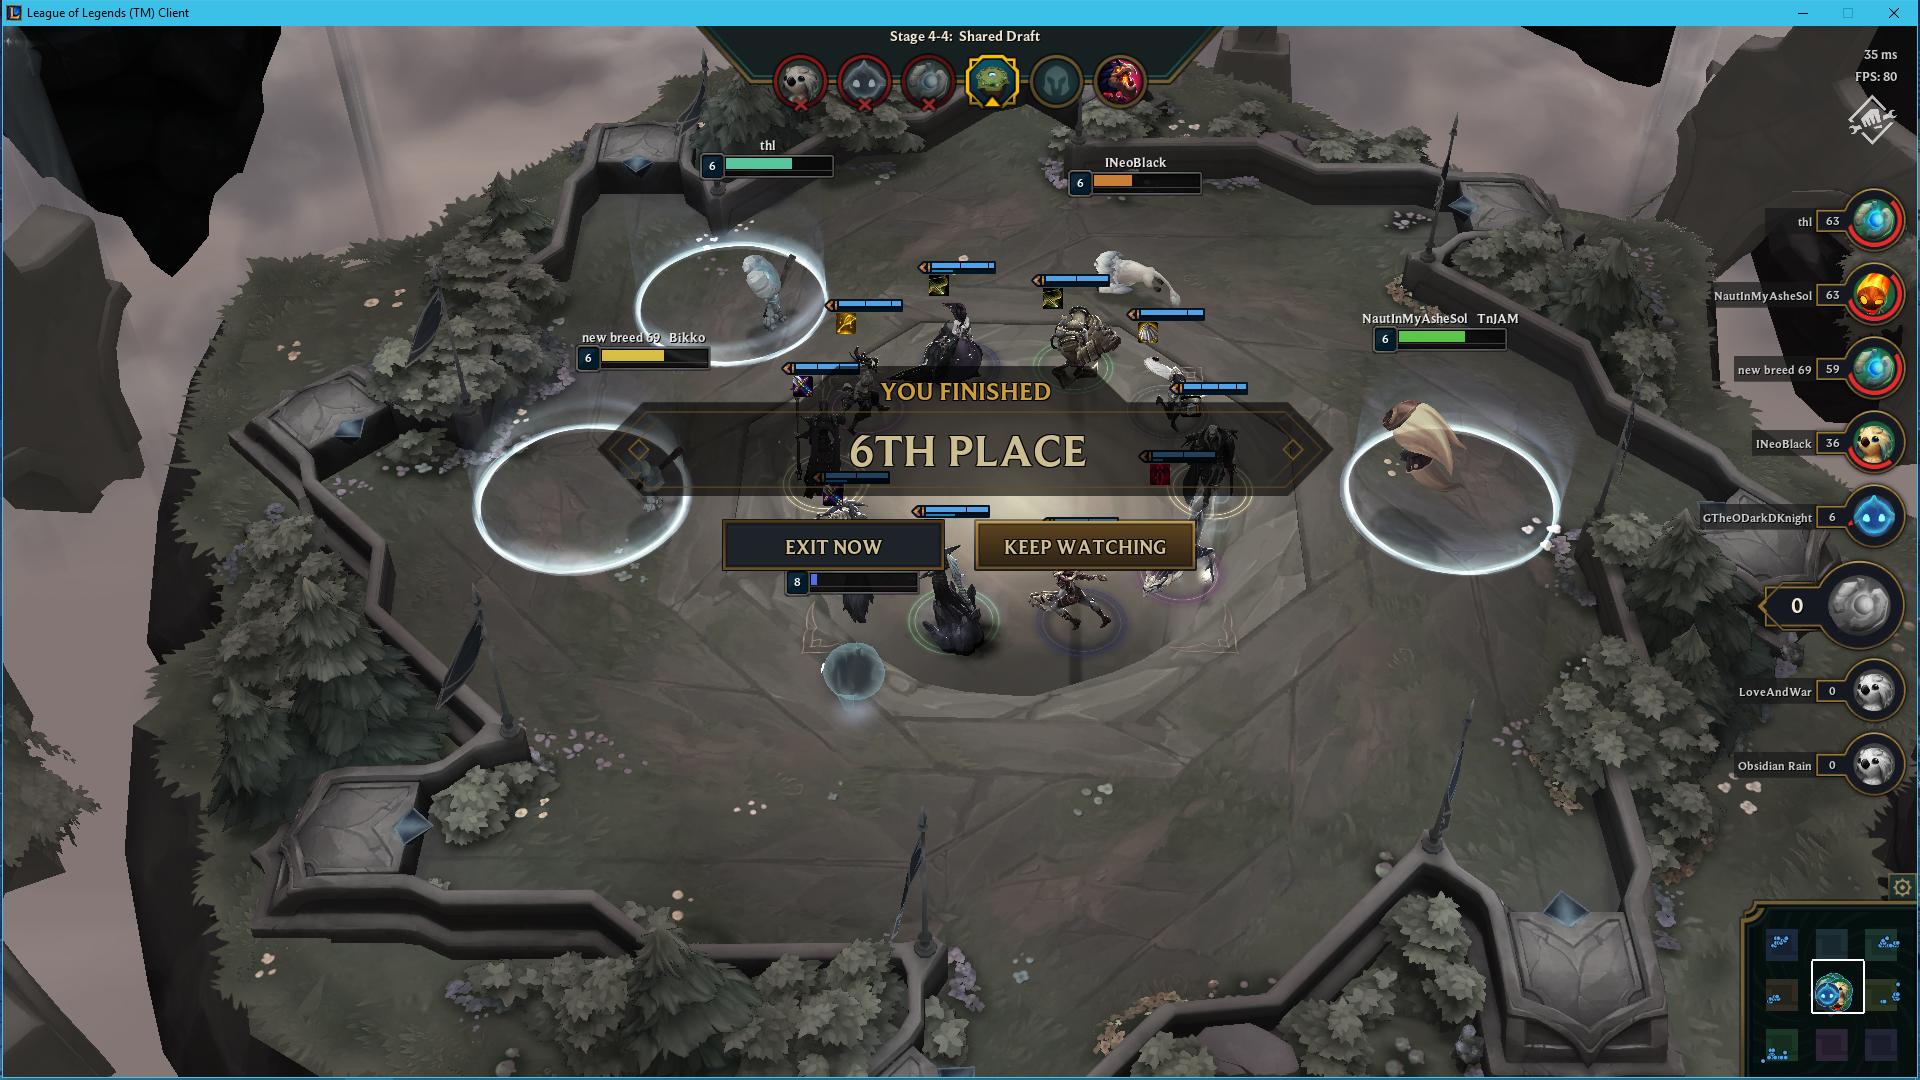 League of Legends (TM) Client
Stage 4-4: Shared Draft
35 ms
FPS: 80
thl
6
INeoBlack
6
thl 63
NautInMyAsheSol 63
NautInMyAsheSol TnJAM
6
new breed 69 Bikko
6
new breed 69 59
YOU FINISHED
6TH PLACE
INeoBlack 36
GTheODarkDKnight 6
EXIT NOW
KEEP WATCHING
8
0
LoveAndWar 0
Obsidian Rain 0